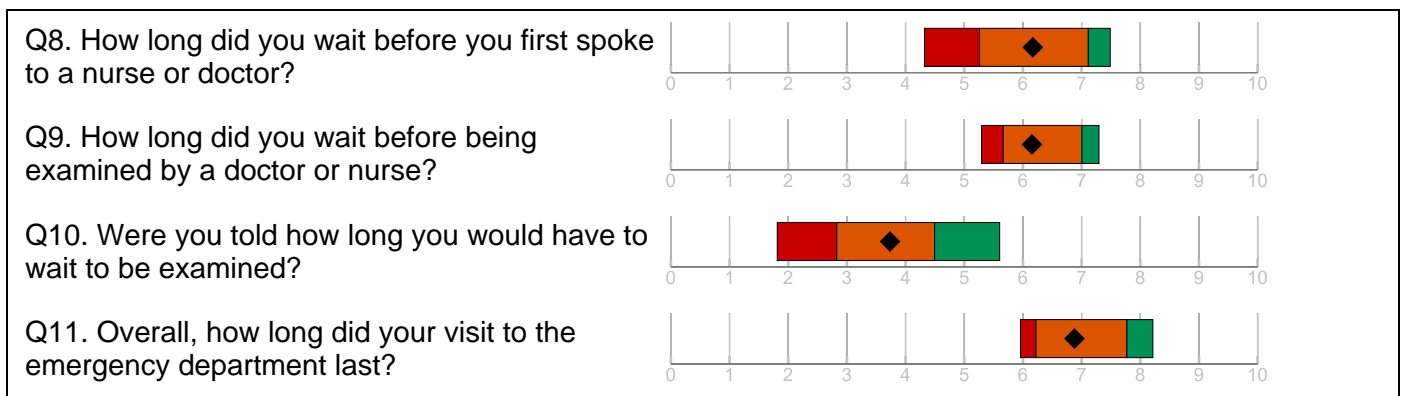 Q8. How long did you wait before you first spoke
to a nurse or doctor?
0 1 2 3 4 5 6 7 8 9 10
Q9. How long did you wait before being
examined by a doctor or nurse?
0 1 2 3 4 5 6 7 8 9 10
Q10. Were you told how long you would have to
wait to be examined?
0 1 2 3 4 5 6 7 8 9 10
Q11. Overall, how long did your visit to the
emergency department last?
0 1 2 3 4 5 6 7 8 9 10